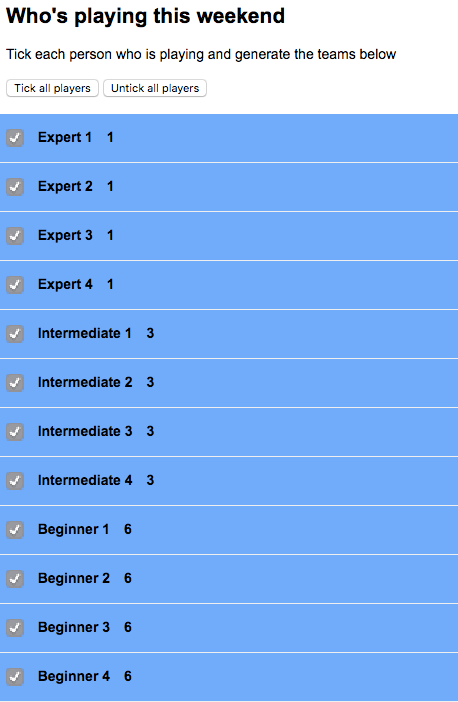 Who's playing this weekend
Tick each person who is playing and generate the teams below
Tick all players Untick all players
Expert 1 1
Expert 2 1
Expert 3 1
Expert 4 1
Intermediate 1 3
Intermediate 2 3
Intermediate 3 3
Intermediate 4 3
Beginner 1 6
Beginner 2 6
Beginner 3 6
Beginner 4 6